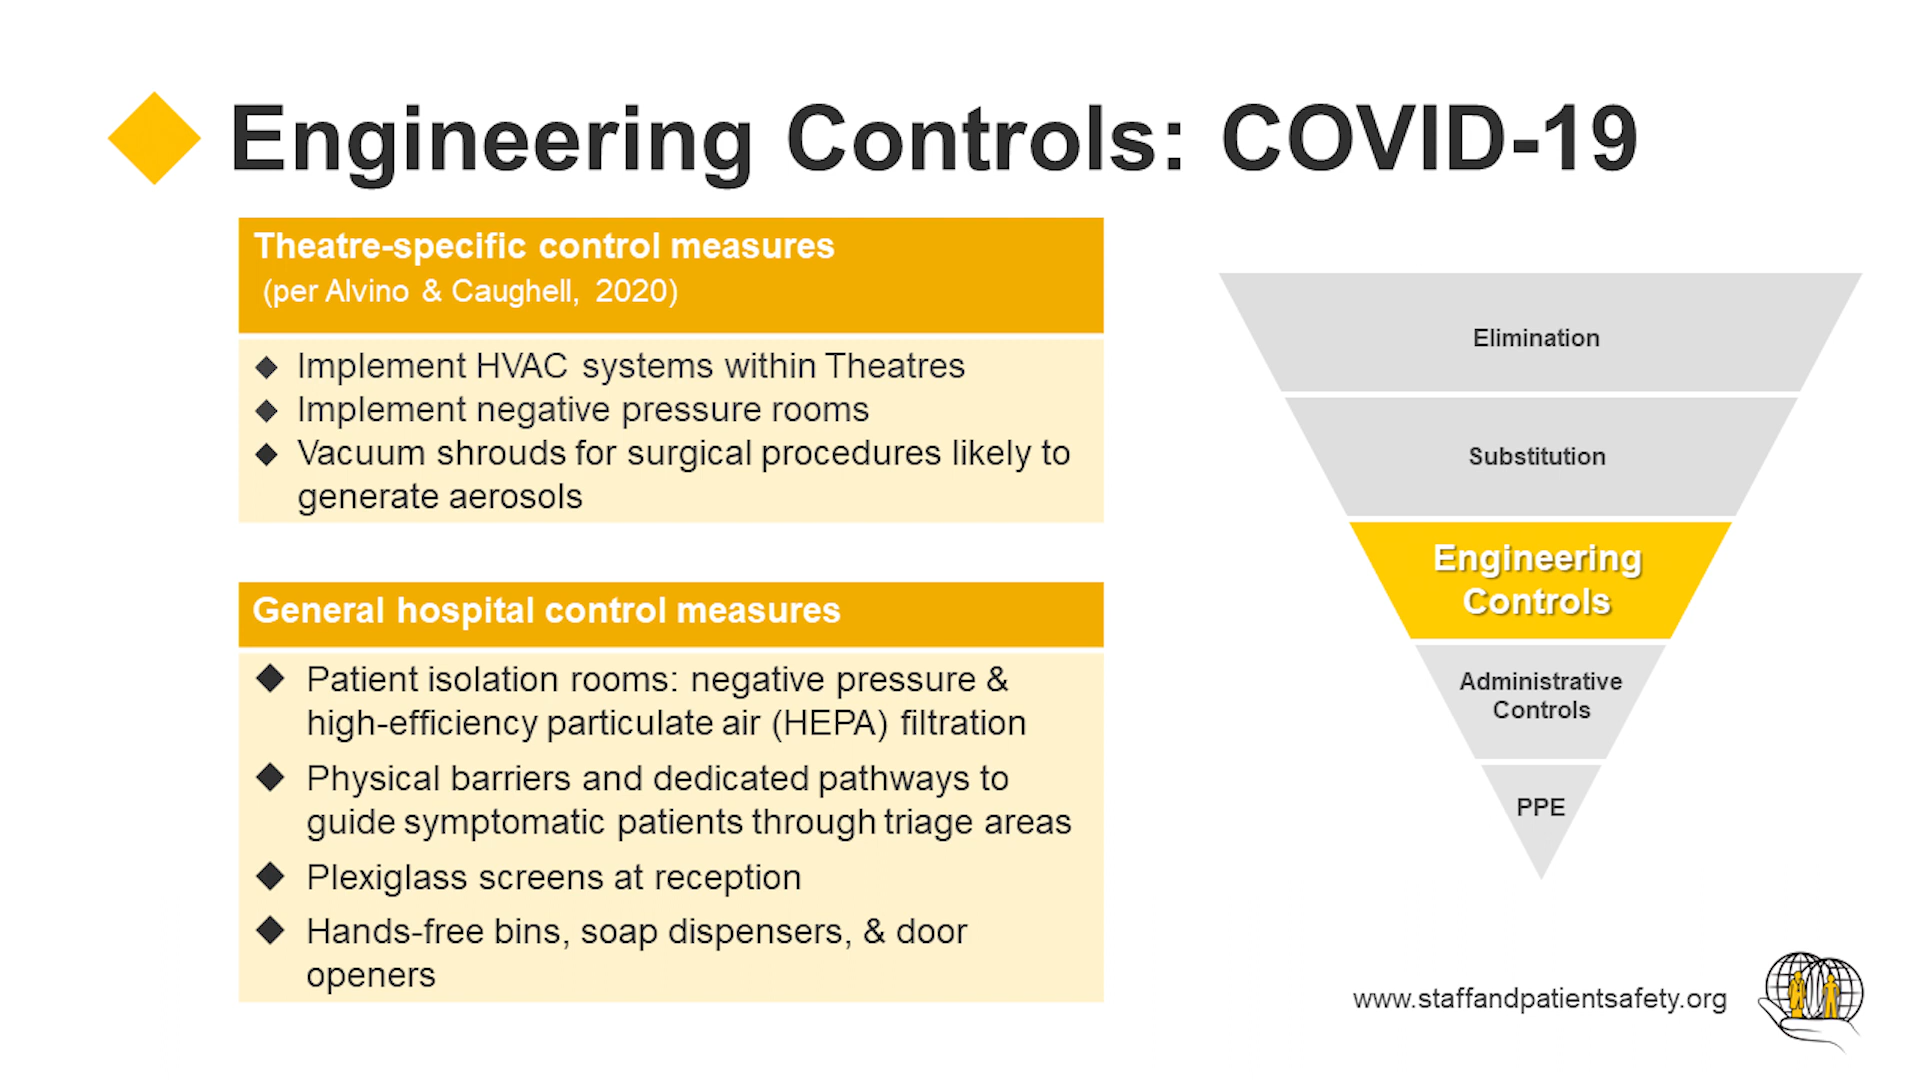 Engineering Controls: COVID-19
Theatre-specific control measures
(per Alvino & Caughell, 2020)
Implement HVAC systems within Theatres
Implement negative pressure rooms
Vacuum shrouds for surgical procedures likely to
generate aerosols
General hospital control measures
Patient isolation rooms: negative pressure &
high-efficiency particulate air (HEPA) filtration
Physical barriers and dedicated pathways to
guide symptomatic patients through triage areas
Plexiglass screens at reception
Hands-free bins, soap dispensers, & door
openers
Elimination
Substitution
Engineering
Controls
Administrative
Controls
PPE
www.staffandpatientsafety.org